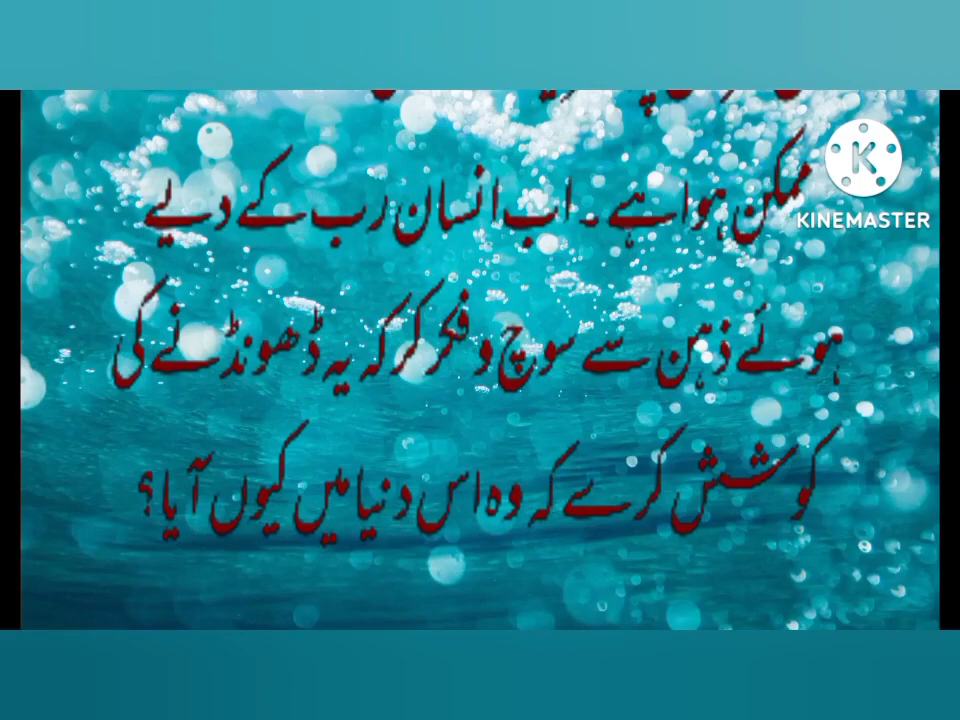 ممکن ہوا ہے ۔ اب انسان رب کے دیے
KINEMASTER
ہوئے ذہن سے سوچ و فکر کر کہ یہ ڈھونڈنے کی
کوشش کرے کہ وہ اس دنیا میں کیوں آیا؟